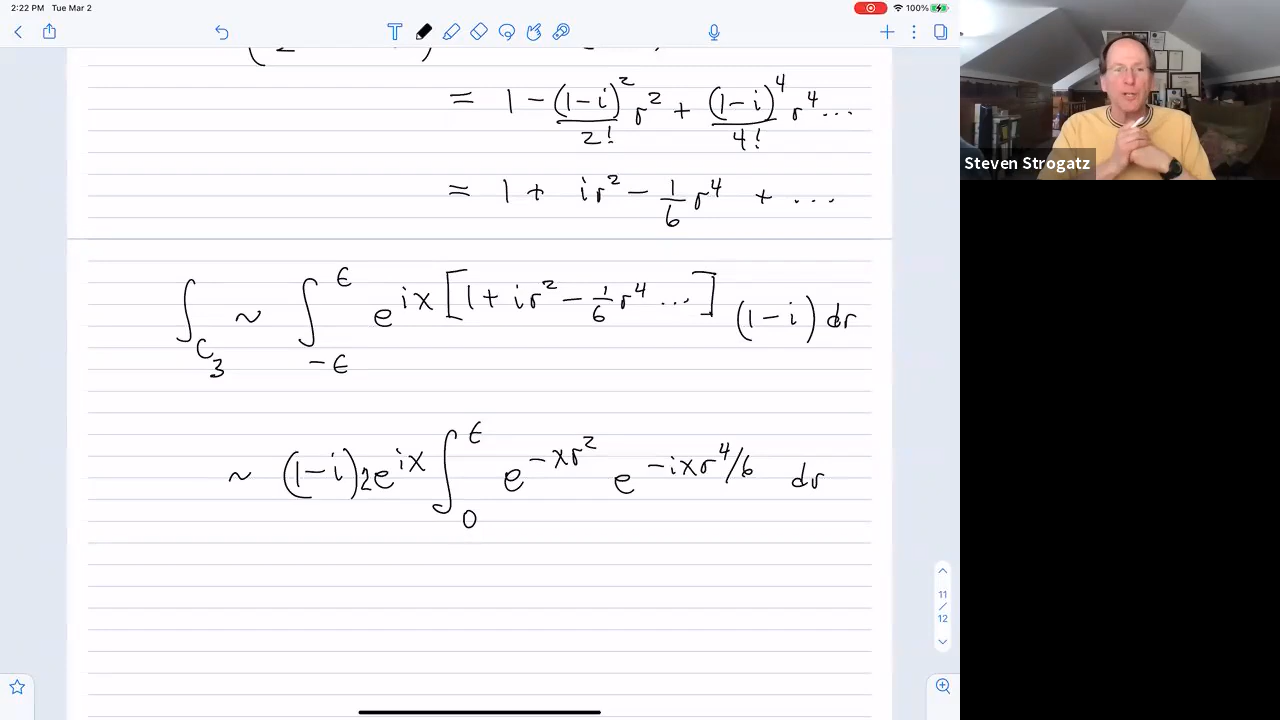 2:22 PM Tue Mar 2
100%
= 1 - (1-i)²/2! r² + (1-i)⁴/4! r⁴ ...
= 1 + ir² - 1/6 r⁴ + ...
∫_C₃ ~ ∫_{-ε}^{ε} e^{ix[1 + ir² - 1/6 r⁴ ...]} (1-i) dr
~ (1-i)2e^{ix} ∫_0^ε e^{-xr²} e^{-ixr⁴/6} dr
Steven Strogatz
11
/
12